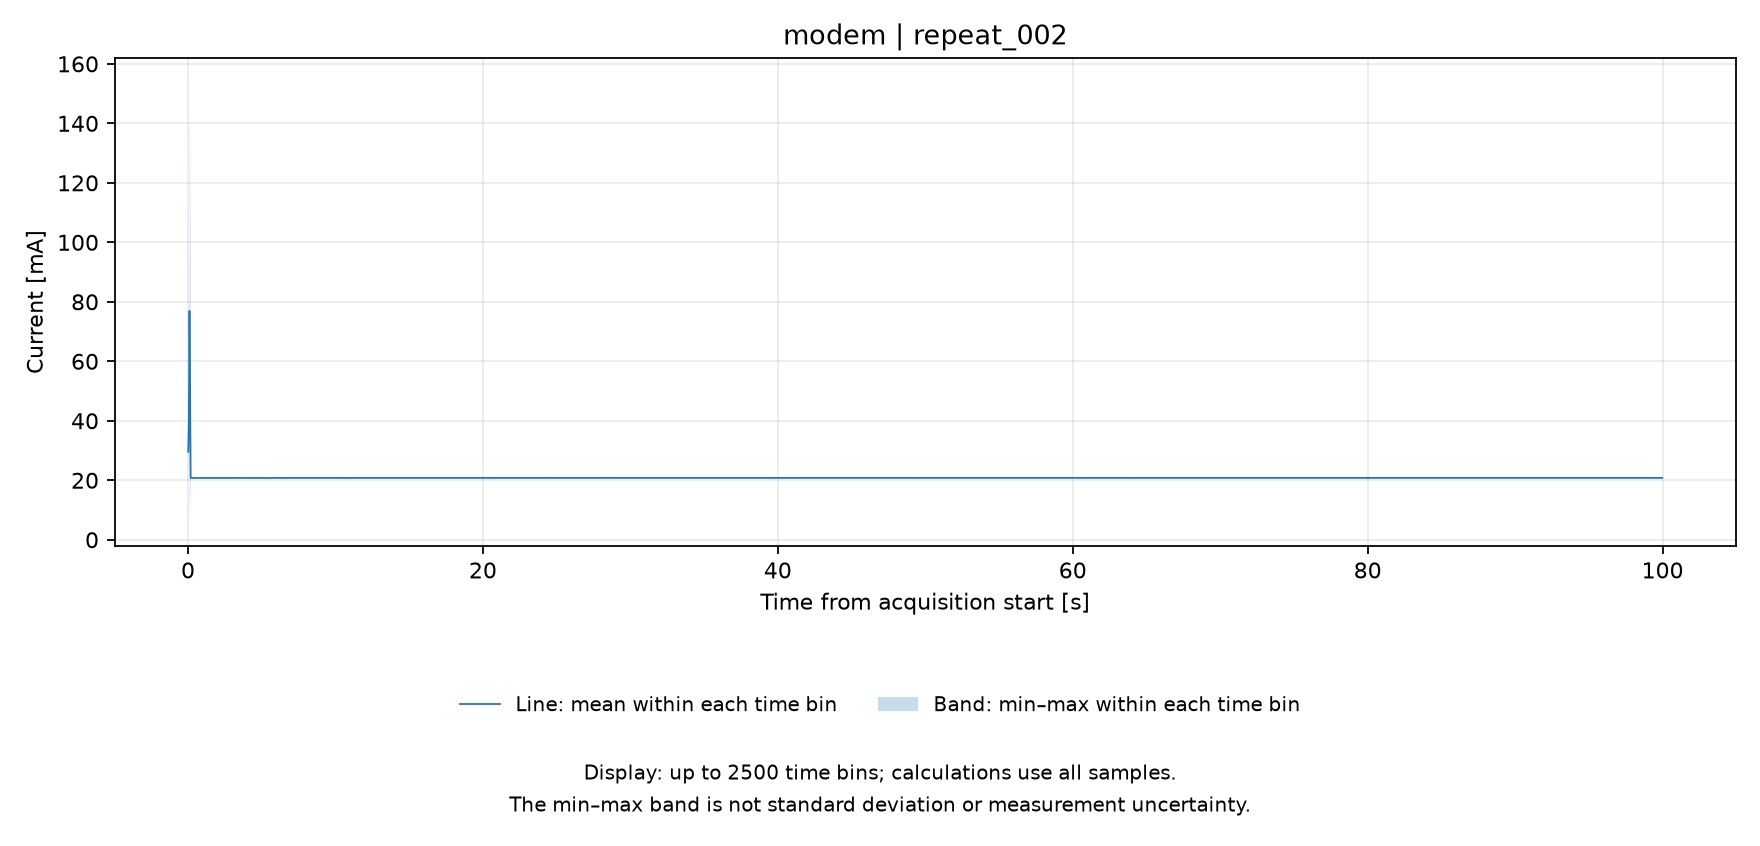 modem | repeat_002
160
140
120
100
80
60
40
20
0
Current [mA]
0 20 40 60 80 100
Time from acquisition start [s]
Line: mean within each time bin Band: min–max within each time bin
Display: up to 2500 time bins; calculations use all samples.
The min–max band is not standard deviation or measurement uncertainty.